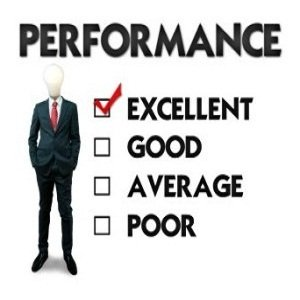 PERFORMANCE
EXCELLENT
GOOD
AVERAGE
POOR